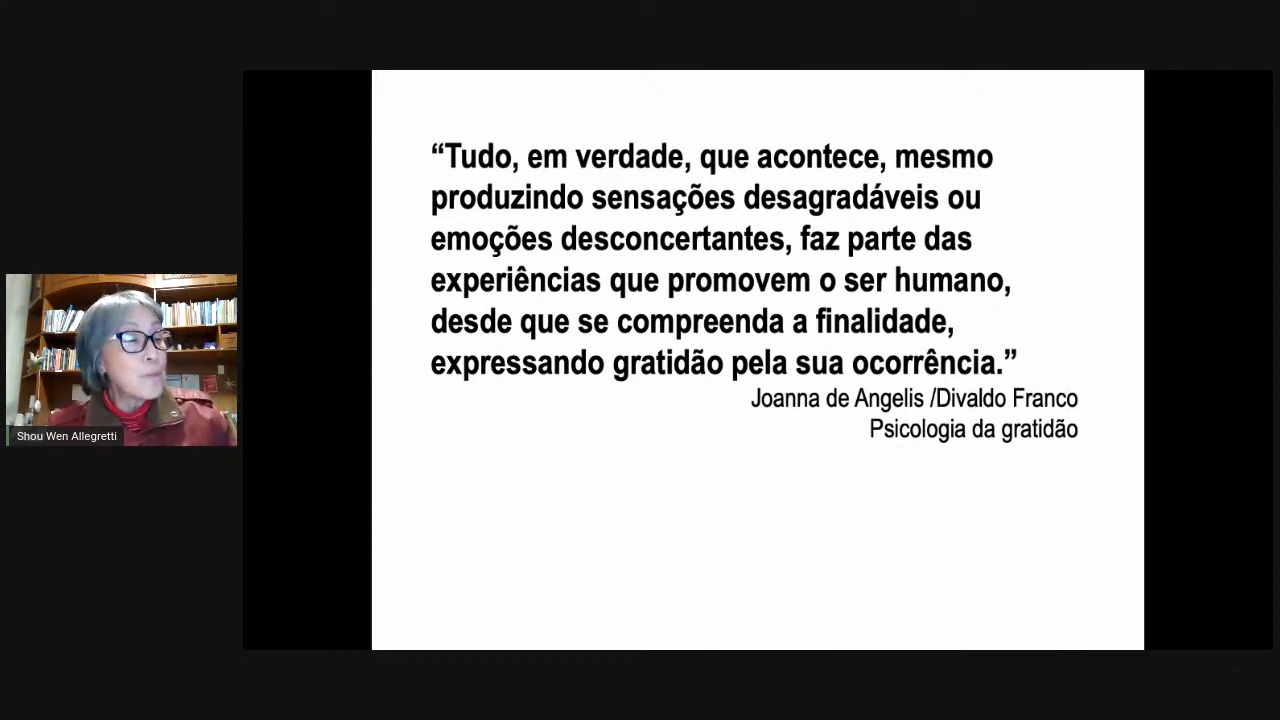 “Tudo, em verdade, que acontece, mesmo
produzindo sensações desagradáveis ou
emoções desconcertantes, faz parte das
experiências que promovem o ser humano,
desde que se compreenda a finalidade,
expressando gratidão pela sua ocorrência.”
Joanna de Angelis /Divaldo Franco
Psicologia da gratidão
Shou Wen Allegretti